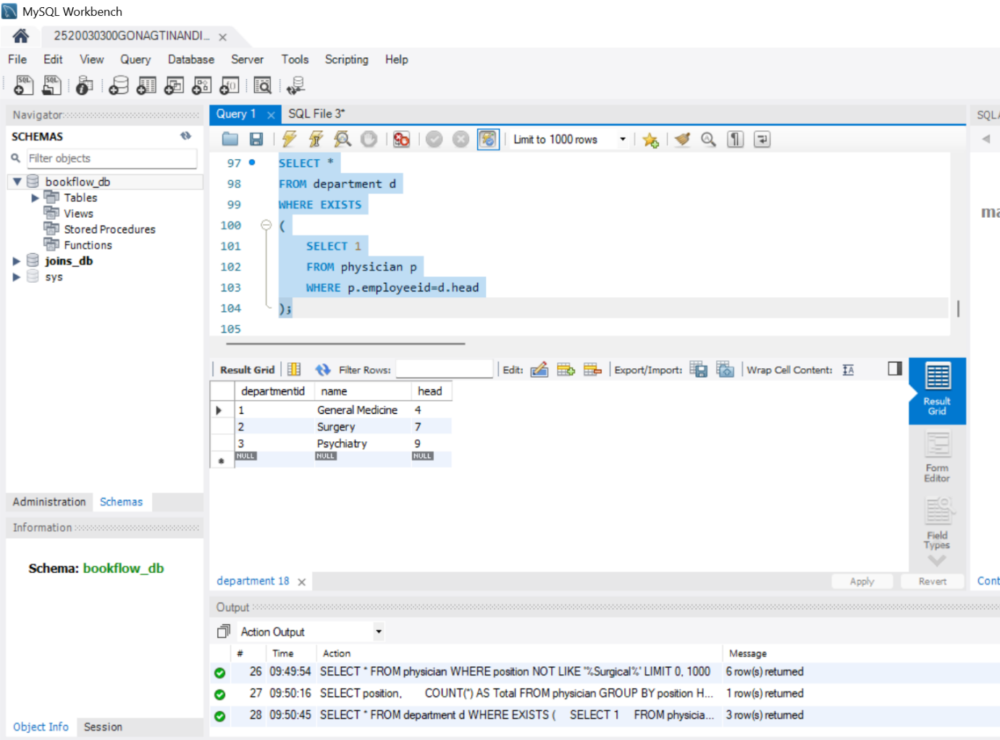 MySQL Workbench
2520030300GONAGTINANDI...
File Edit View Query Database Server Tools Scripting Help
Navigator
SCHEMAS
Filter objects
bookflow_db
Tables
Views
Stored Procedures
Functions
joins_db
sys
Administration Schemas
Information
Schema: bookflow_db
Object Info Session
Query 1 SQL File 3*
Limit to 1000 rows
97 SELECT *
98 FROM department d
99 WHERE EXISTS
100 (
101 SELECT 1
102 FROM physician p
103 WHERE p.employeeid=d.head
104 );
105
Result Grid Filter Rows: Edit: Export/Import: Wrap Cell Content:
departmentid name head
1 General Medicine 4
2 Surgery 7
3 Psychiatry 9
NULL NULL NULL
Result Grid
Form Editor
Field Types
department 18 Apply Revert
Output
Action Output
# Time Action Message
26 09:49:54 SELECT * FROM physician WHERE position NOT LIKE '%Surgical%' LIMIT 0, 1000 6 row(s) returned
27 09:50:16 SELECT position, COUNT(*) AS Total FROM physician GROUP BY position H... 1 row(s) returned
28 09:50:45 SELECT * FROM department d WHERE EXISTS ( SELECT 1 FROM physicia... 3 row(s) returned
SQLA
ma
Cont